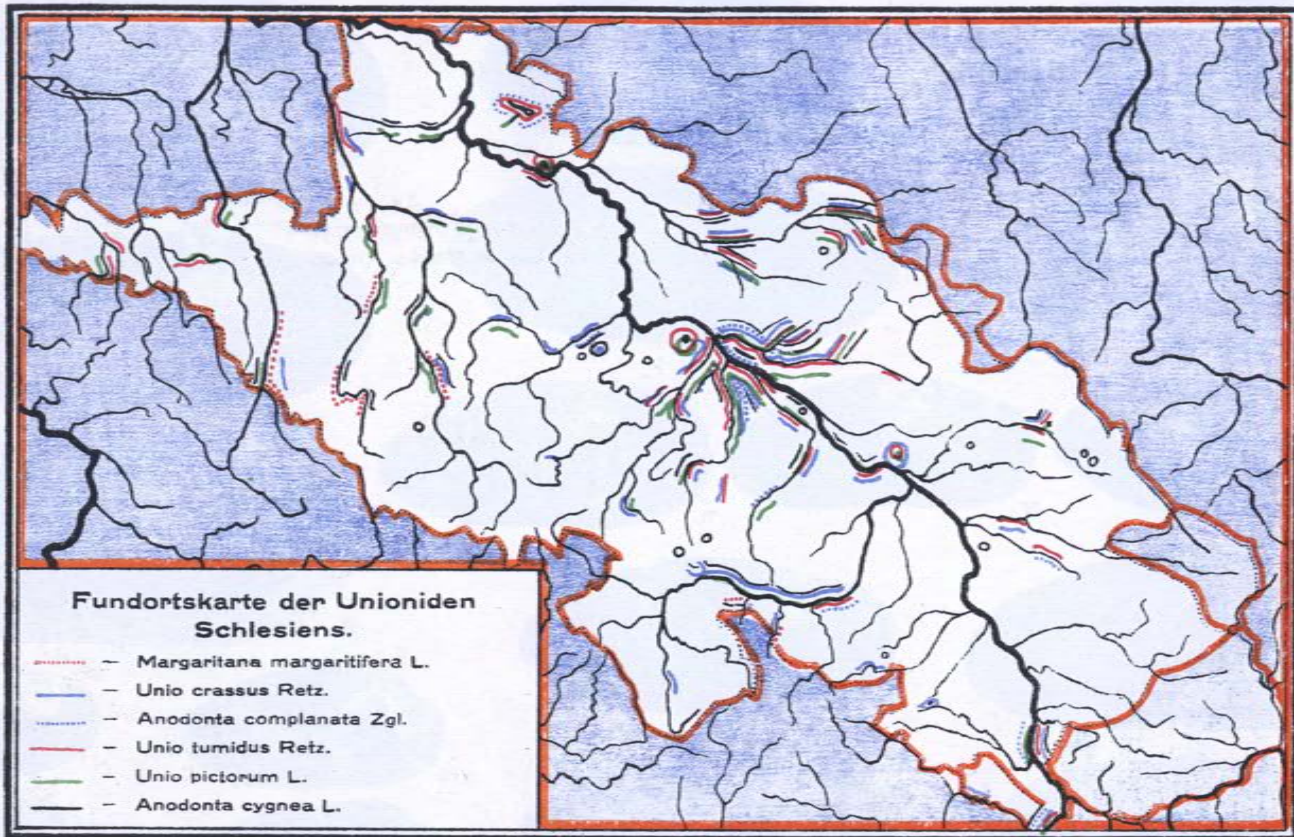 Fundortskarte der Unioniden
Schlesiens.
– Margaritana margaritifera L.
– Unio crassus Retz.
– Anodonta complanata Zgl.
– Unio tumidus Retz.
– Unio pictorum L.
– Anodonta cygnea L.